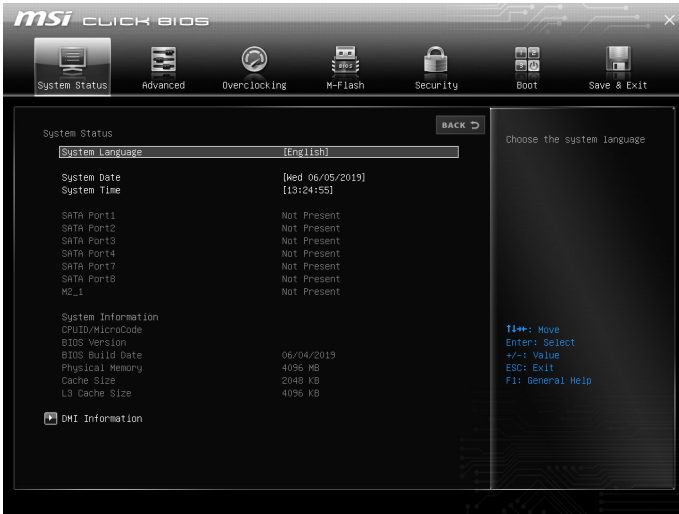 msi CLICK BIOS
System Status Advanced Overclocking M-Flash Security Boot Save & Exit
BIOS
BACK
System Status
System Language [English]
System Date [Wed 06/05/2019]
System Time [13:24:55]
SATA Port1 Not Present
SATA Port2 Not Present
SATA Port3 Not Present
SATA Port4 Not Present
SATA Port7 Not Present
SATA Port8 Not Present
M2_1 Not Present
System Information
CPUID/MicroCode
BIOS Version
BIOS Build Date 06/04/2019
Physical Memory 4096 MB
Cache Size 2048 KB
L3 Cache Size 4096 KB
DMI Information
Choose the system language
↑↓→←: Move
Enter: Select
+/-: Value
ESC: Exit
F1: General Help